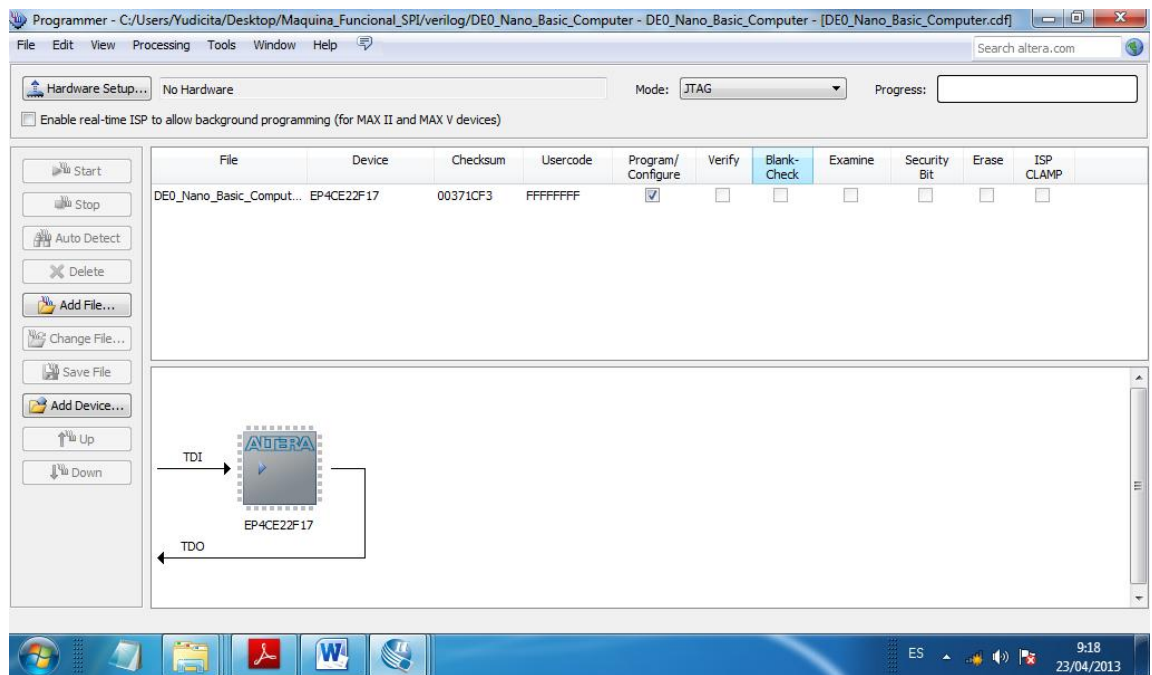 Programmer - C:/Users/Yudicita/Desktop/Maquina_Funcional_SPI/verilog/DE0_Nano_Basic_Computer - DE0_Nano_Basic_Computer - [DE0_Nano_Basic_Computer.cdf]
File Edit View Processing Tools Window Help
Search altera.com
Hardware Setup... No Hardware Mode: JTAG Progress:
Enable real-time ISP to allow background programming (for MAX II and MAX V devices)
File Device Checksum Usercode Program/ Configure Verify Blank- Check Examine Security Bit Erase ISP CLAMP
DE0_Nano_Basic_Comput... EP4CE22F17 00371CF3 FFFFFFFF
Start
Stop
Auto Detect
Delete
Add File...
Change File...
Save File
Add Device...
Up
Down
ALTERA
TDI
EP4CE22F17
TDO
W
ES 9:18
23/04/2013